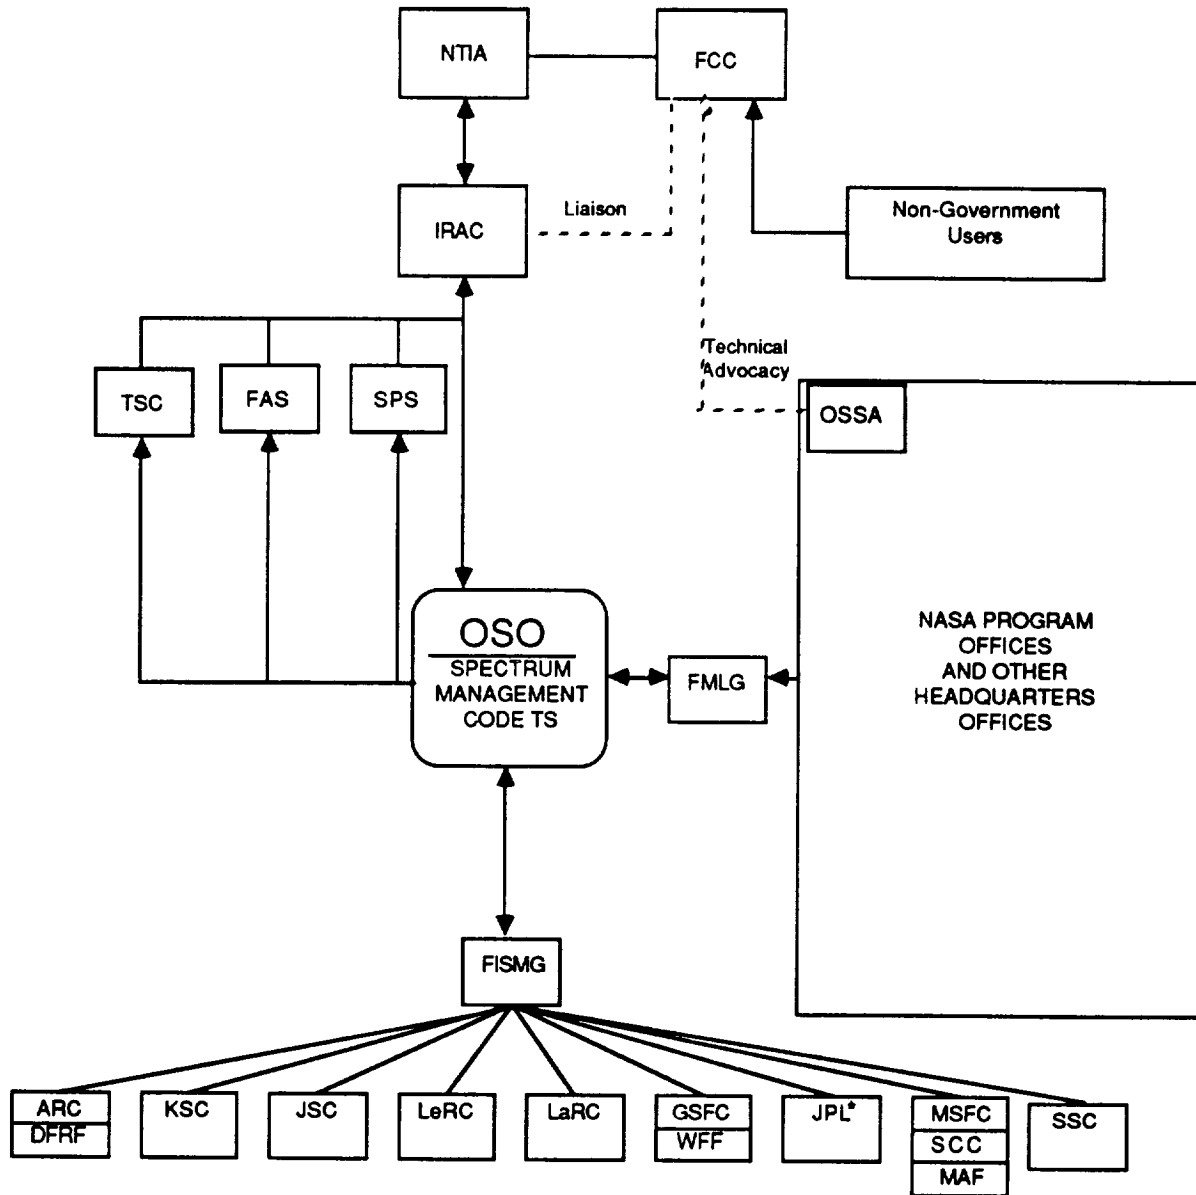 NTIA
FCC
IRAC
Liaison
Non-Government
Users
Technical
Advocacy
TSC
FAS
SPS
OSSA
OSO
SPECTRUM
MANAGEMENT
CODE TS
FMLG
NASA PROGRAM
OFFICES
AND OTHER
HEADQUARTERS
OFFICES
FISMG
ARC
DFRF
KSC
JSC
LeRC
LaRC
GSFC
WFF
JPL*
MSFC
SCC
MAF
SSC